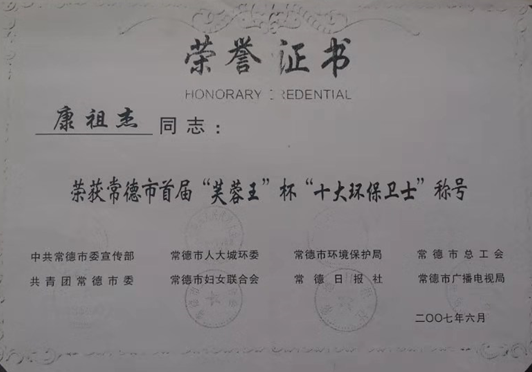 荣誉证书
HONORARY CREDENTIAL
康祖杰同志：
荣获常德市首届“芙蓉王”杯“十大环保卫士”称号
中共常德市委宣传部 常德市人大城环委 常德市环境保护局 常德市总工会
共青团常德市委 常德市妇女联合会 常德日报社 常德市广播电视局
二〇〇七年六月